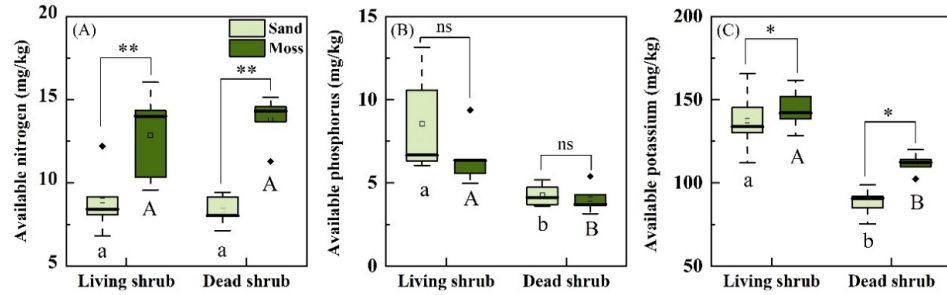 (A)
Sand
Moss
Available nitrogen (mg/kg)
20
15
10
5
**
**
a
A
a
A
Living shrub
Dead shrub
(B)
Available phosphorus (mg/kg)
15
10
5
0
ns
ns
a
A
b
B
Living shrub
Dead shrub
(C)
Available potassium (mg/kg)
200
150
100
50
*
*
a
A
b
B
Living shrub
Dead shrub